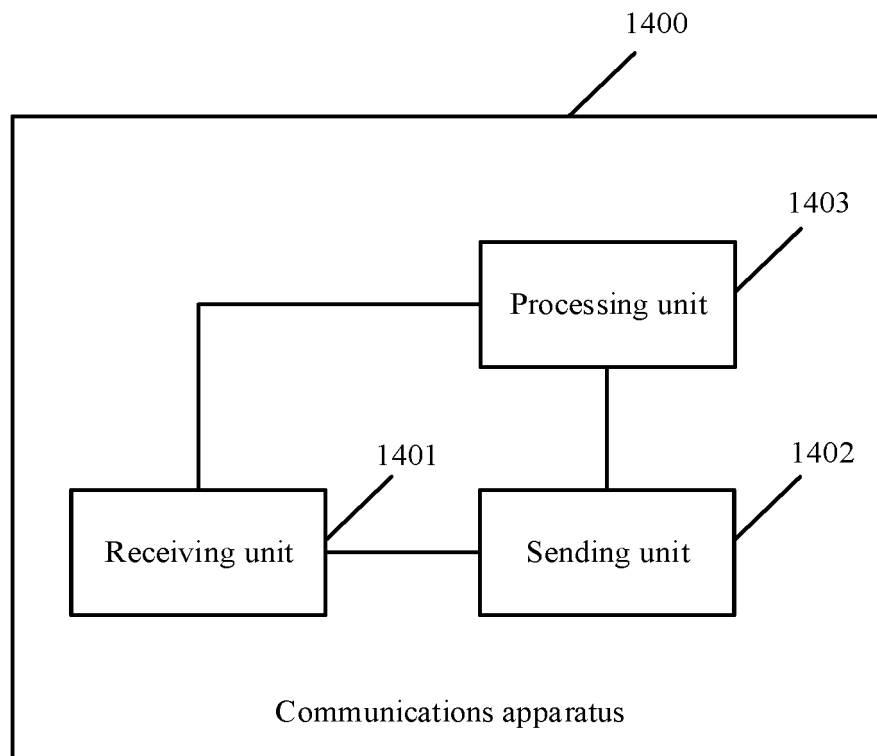 1400
1403
Processing unit
1401
1402
Receiving unit
Sending unit
Communications apparatus